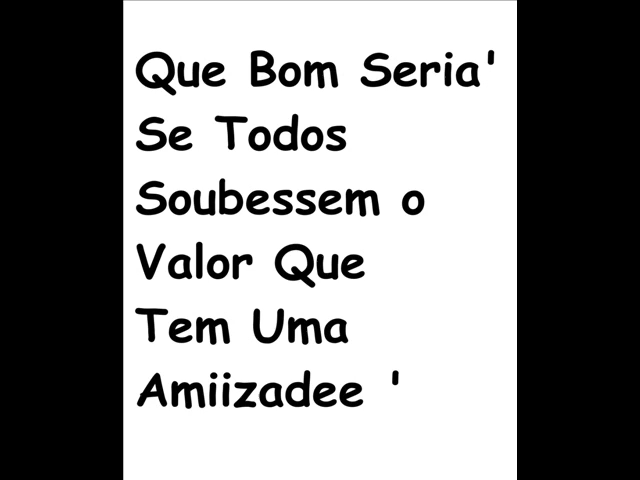 Que Bom Seria'
Se Todos
Soubessem o
Valor Que
Tem Uma
Amiizadee '